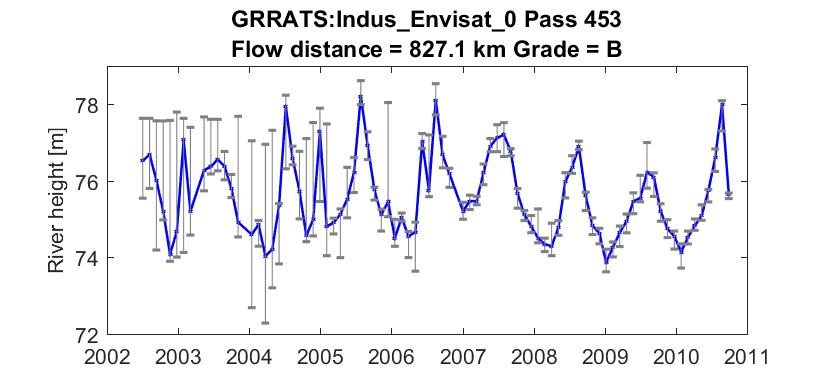 GRRATS:Indus_Envisat_0 Pass 453
Flow distance = 827.1 km Grade = B
River height [m]
78
76
74
72
2002 2003 2004 2005 2006 2007 2008 2009 2010 2011